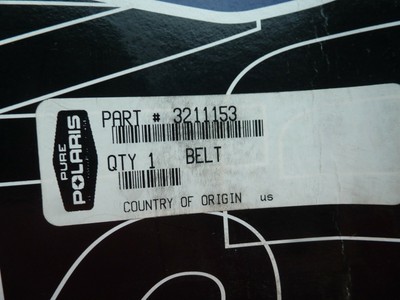 PURE
POLARIS
PART # 3211153
QTY 1 BELT
COUNTRY OF ORIGIN us